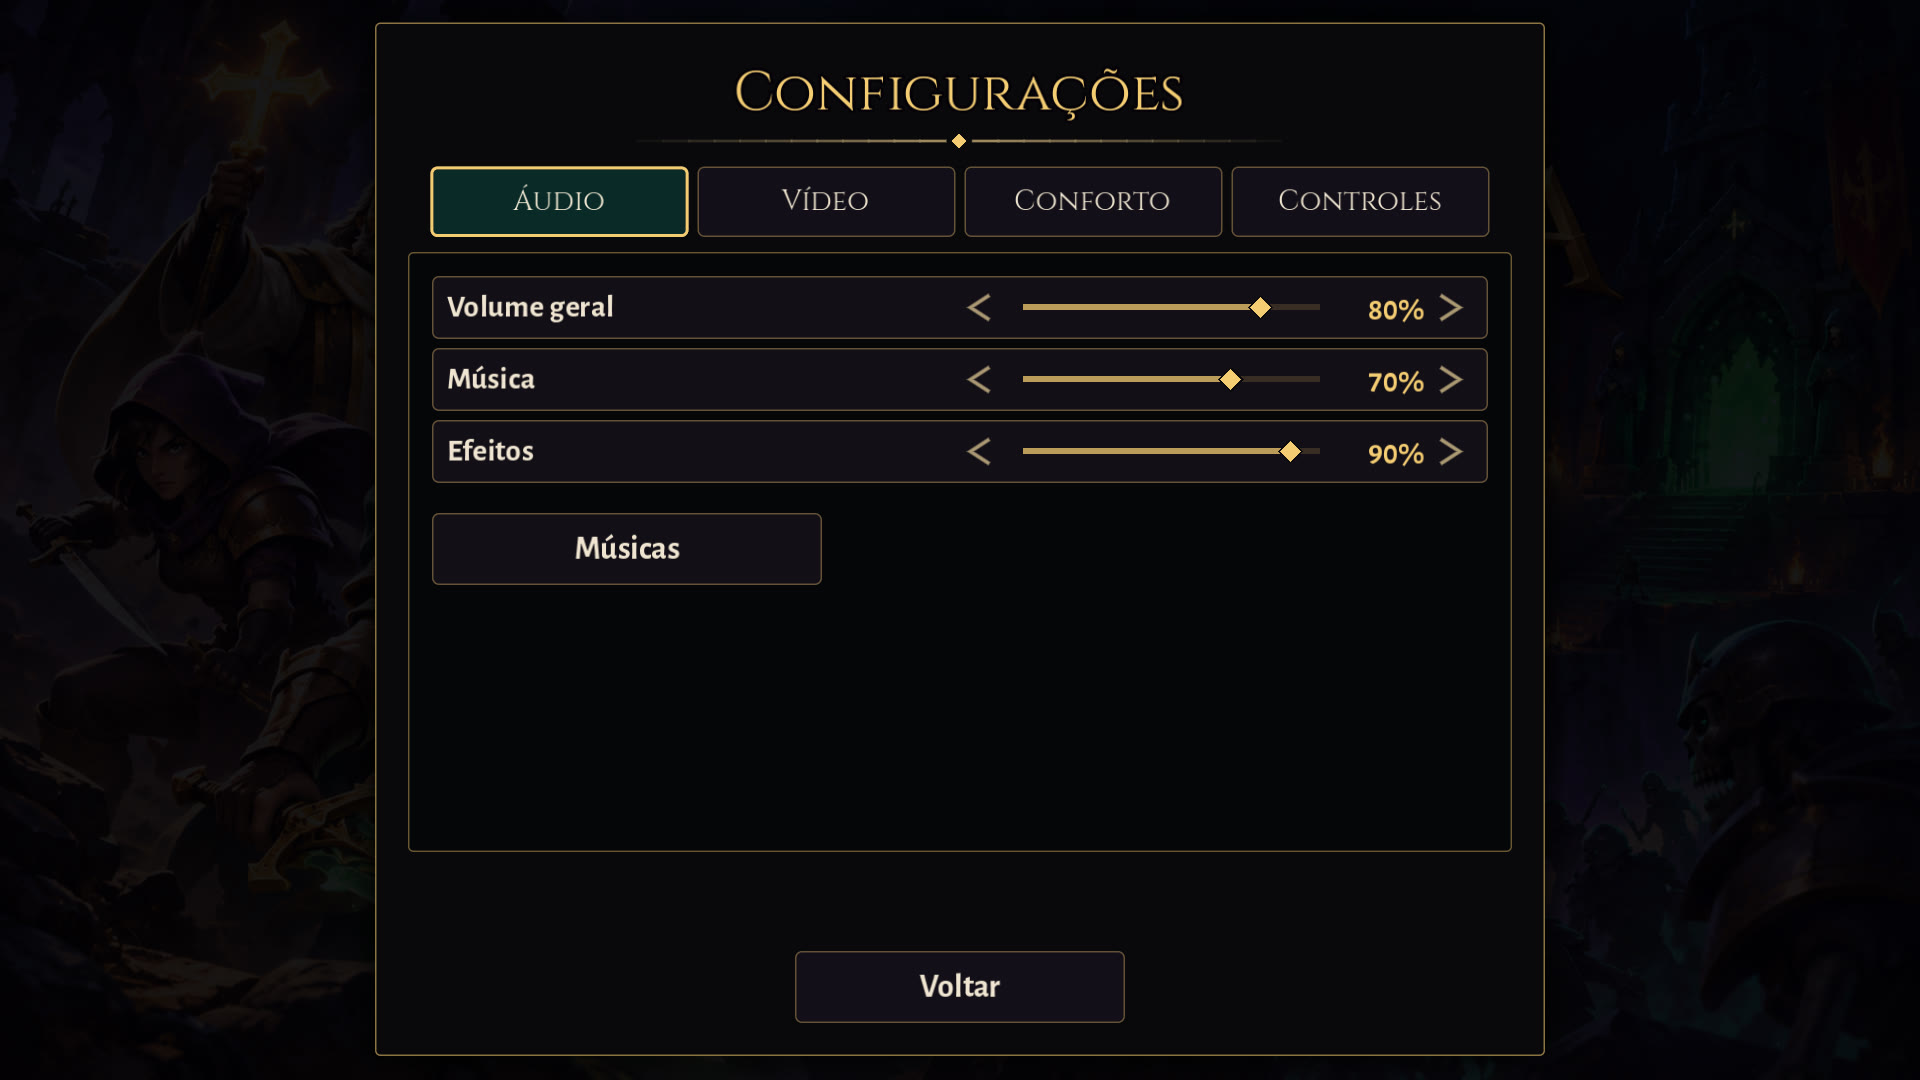 Configurações
Áudio
Vídeo
Conforto
Controles
Volume geral
80%
Música
70%
Efeitos
90%
Músicas
Voltar